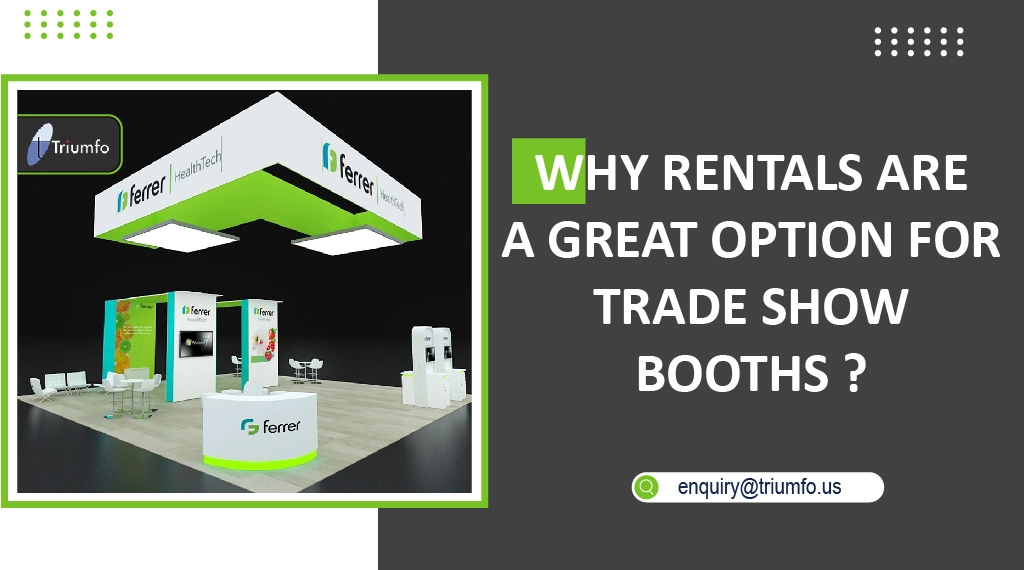 Triumfo
ferrer HealthTech
ferrer HealthTech
ferrer
HealthTech
ferrer
ferrer
WHY RENTALS ARE
A GREAT OPTION FOR
TRADE SHOW
BOOTHS ?
enquiry@triumfo.us